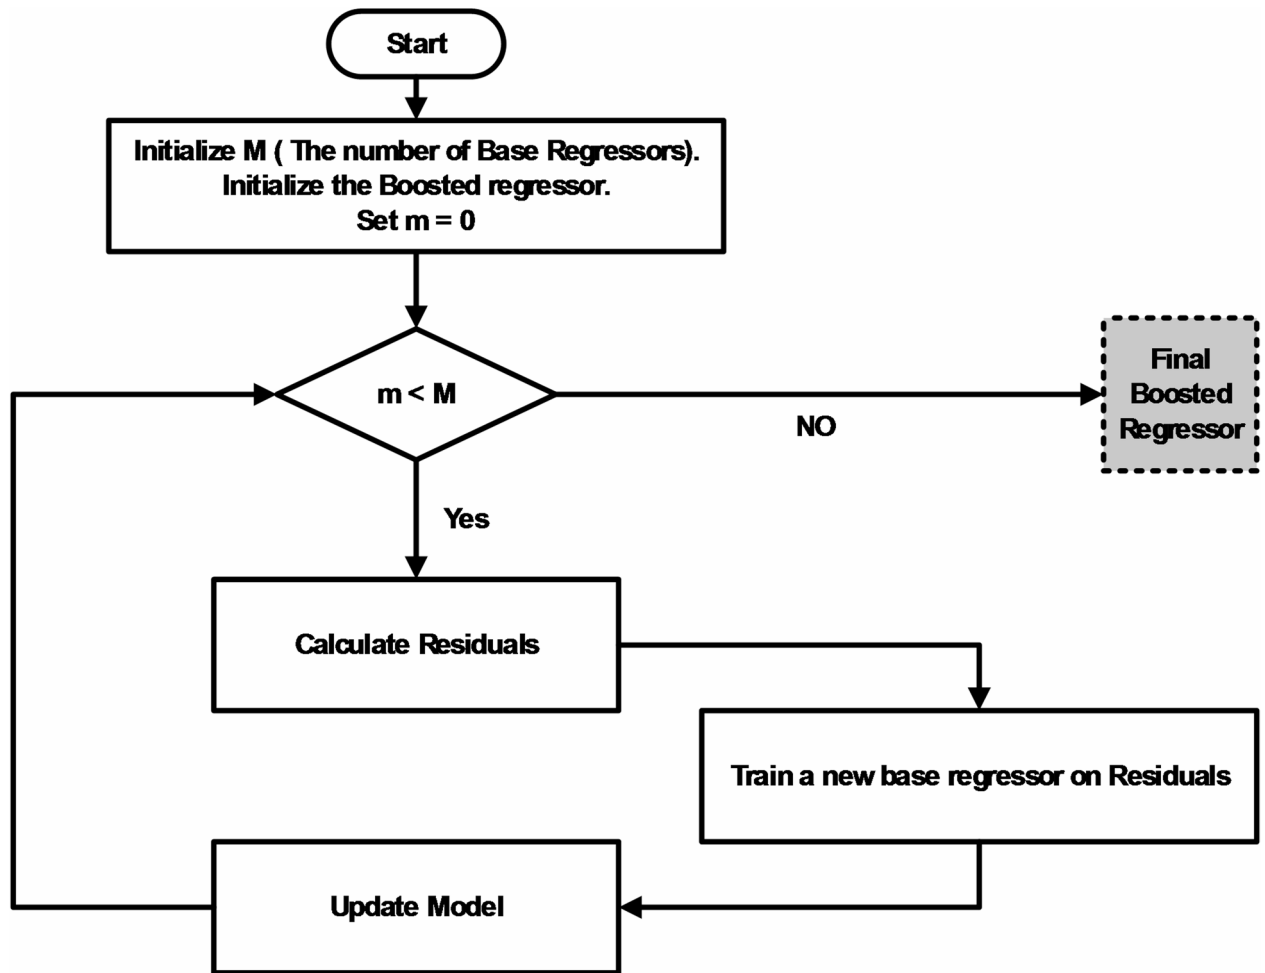 Start
Initialize M ( The number of Base Regressors).
Initialize the Boosted regressor.
Set m = 0
m < M
NO
Final
Boosted
Regressor
Yes
Calculate Residuals
Train a new base regressor on Residuals
Update Model